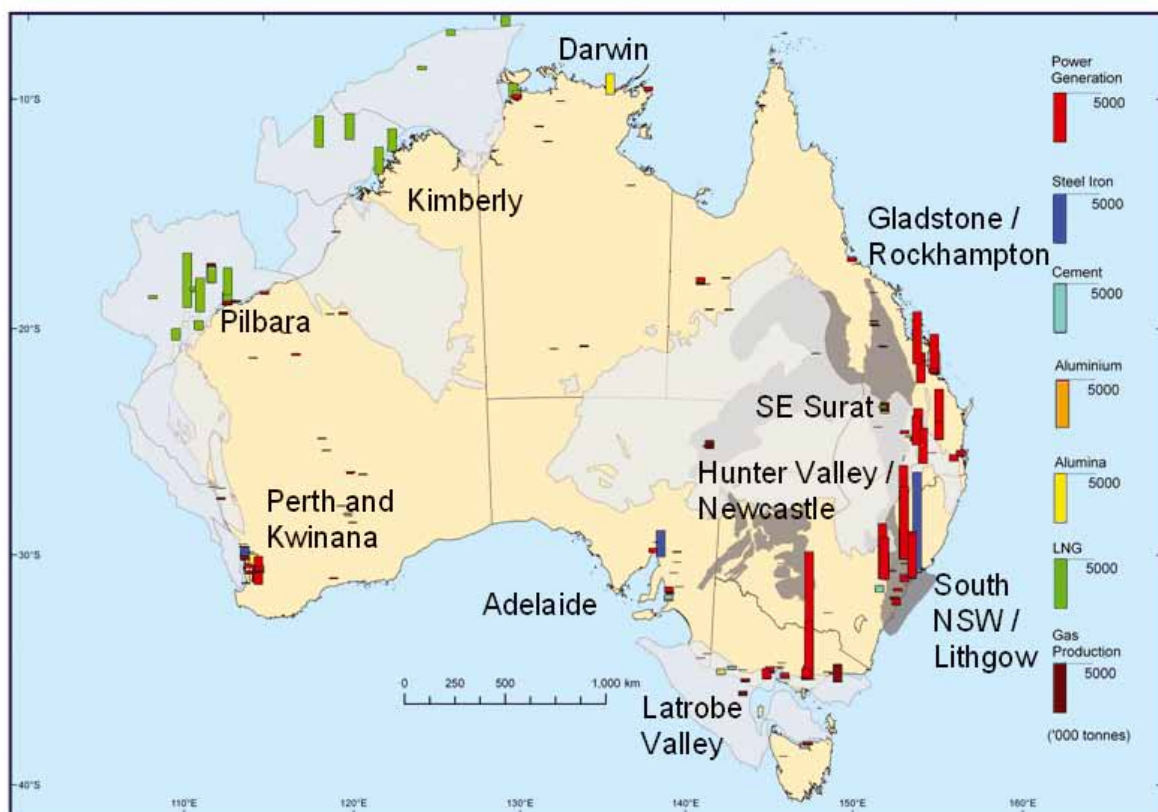 Darwin
Kimberly
Pilbara
Perth and
Kwinana
Adelaide
Gladstone /
Rockhampton
SE Surat
Hunter Valley /
Newcastle
South
NSW /
Lithgow
Latrobe
Valley
10°S
20°S
30°S
40°S
110°E
120°E
130°E
140°E
150°E
160°E
0 250 500 1,000 km
Power
Generation
5000
Steel Iron
5000
Cement
5000
Aluminium
5000
Alumina
5000
LNG
5000
Gas
Production
5000
('000 tonnes)